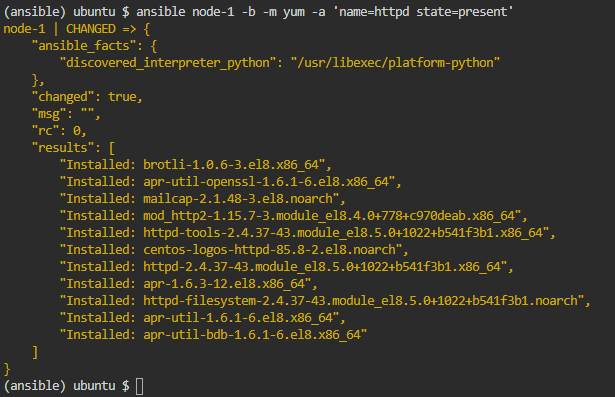 (ansible) ubuntu $ ansible node-1 -b -m yum -a 'name=httpd state=present'
node-1 | CHANGED => {
    "ansible_facts": {
        "discovered_interpreter_python": "/usr/libexec/platform-python"
    },
    "changed": true,
    "msg": "",
    "rc": 0,
    "results": [
        "Installed: brotli-1.0.6-3.el8.x86_64",
        "Installed: apr-util-openssl-1.6.1-6.el8.x86_64",
        "Installed: mailcap-2.1.48-3.el8.noarch",
        "Installed: mod_http2-1.15.7-3.module_el8.4.0+778+c970deab.x86_64",
        "Installed: httpd-tools-2.4.37-43.module_el8.5.0+1022+b541f3b1.x86_64",
        "Installed: centos-logos-httpd-85.8-2.el8.noarch",
        "Installed: httpd-2.4.37-43.module_el8.5.0+1022+b541f3b1.x86_64",
        "Installed: apr-1.6.3-12.el8.x86_64",
        "Installed: httpd-filesystem-2.4.37-43.module_el8.5.0+1022+b541f3b1.noarch",
        "Installed: apr-util-1.6.1-6.el8.x86_64",
        "Installed: apr-util-bdb-1.6.1-6.el8.x86_64"
    ]
}
(ansible) ubuntu $